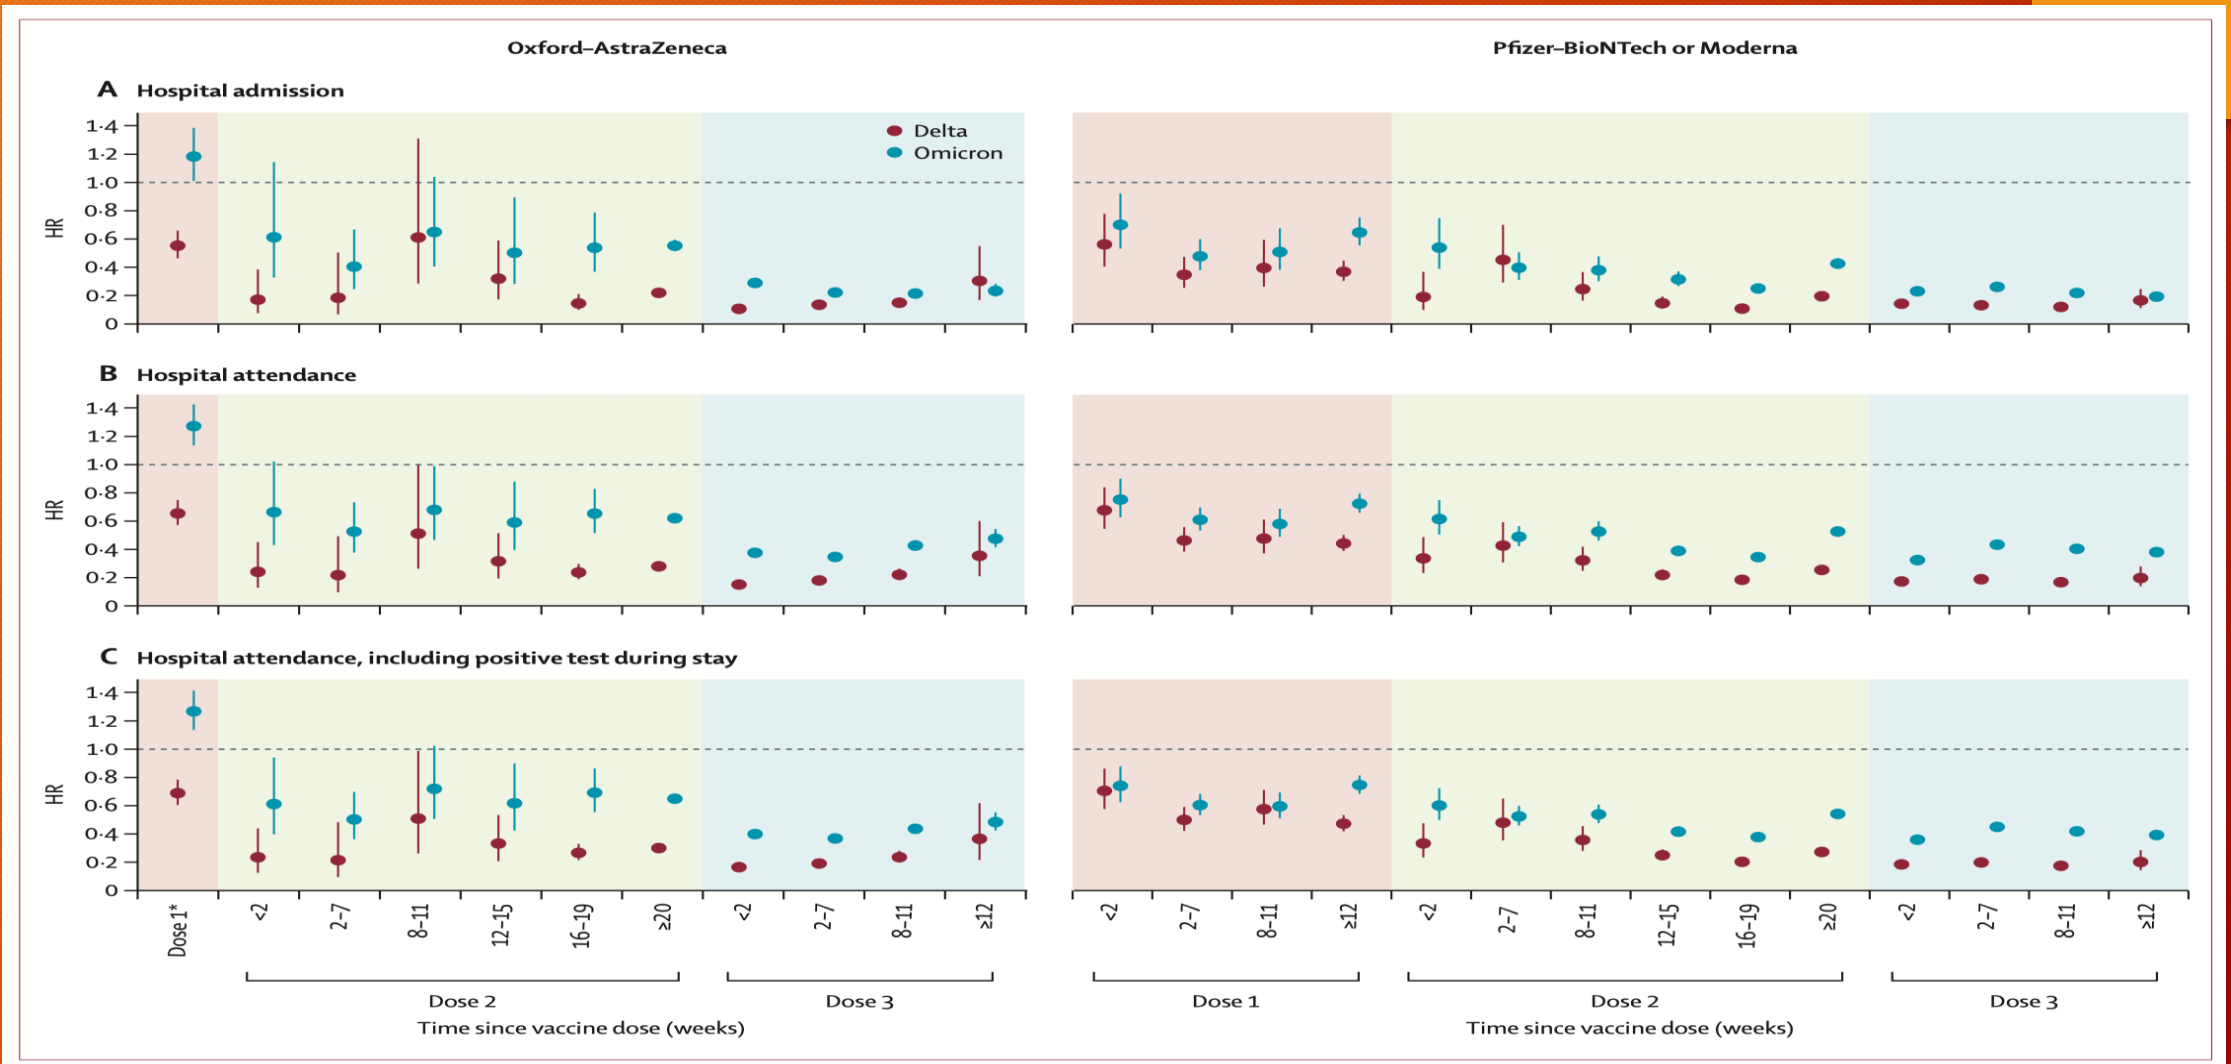 Oxford–AstraZeneca
Pfizer–BioNTech or Moderna
A Hospital admission
HR
1·4
1·2
1·0
0·8
0·6
0·4
0·2
0
Delta
Omicron
B Hospital attendance
HR
1·4
1·2
1·0
0·8
0·6
0·4
0·2
0
C Hospital attendance, including positive test during stay
HR
1·4
1·2
1·0
0·8
0·6
0·4
0·2
0
Dose 1* <2 2–7 8–11 12–15 16–19 ≥20 <2 2–7 8–11 ≥12
<2 2–7 8–11 ≥12 <2 2–7 8–11 12–15 16–19 ≥20 <2 2–7 8–11 ≥12
Dose 2 Dose 3
Time since vaccine dose (weeks)
Dose 1 Dose 2 Dose 3
Time since vaccine dose (weeks)